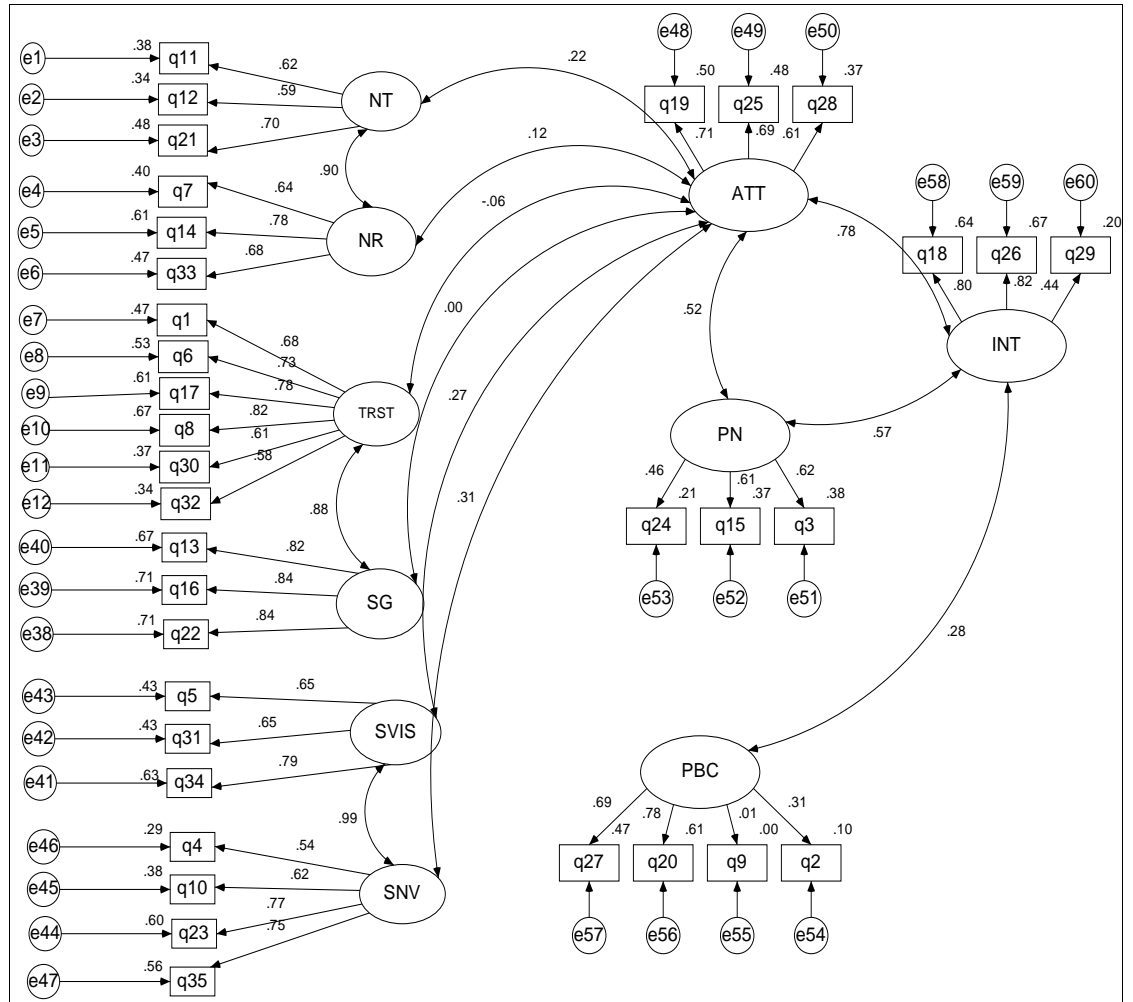 e1 .38 q11 .62
e2 .34 q12 .59 NT
e3 .48 q21 .70
.90
e4 .40 q7 .64
e5 .61 q14 .78 NR
e6 .47 q33 .68
e7 .47 q1 .68
e8 .53 q6 .73
e9 .61 q17 .78 TRST
e10 .67 q8 .82
e11 .37 q30 .61
e12 .34 q32 .58
.88
e40 .67 q13 .82
e39 .71 q16 .84 SG
e38 .71 q22 .84
e43 .43 q5 .65
e42 .43 q31 .65 SVIS
e41 .63 q34 .79
.99
e46 .29 q4 .54
e45 .38 q10 .62 SNV
e44 .60 q23 .77
e47 .56 q35 .75
.22
.12
-.06
.00
.27
.31
e48 e49 e50
.50 .48 .37
q19 q25 q28
.71 .69 .61
ATT
.78
.52
e58 e59 e60
.64 .67 .20
q18 q26 q29
.80 .82 .44
INT
.57
.28
PN
.46 .61 .62
.21 .37 .38
q24 q15 q3
e53 e52 e51
PBC
.69 .78 .01 .31
.47 .61 .00 .10
q27 q20 q9 q2
e57 e56 e55 e54